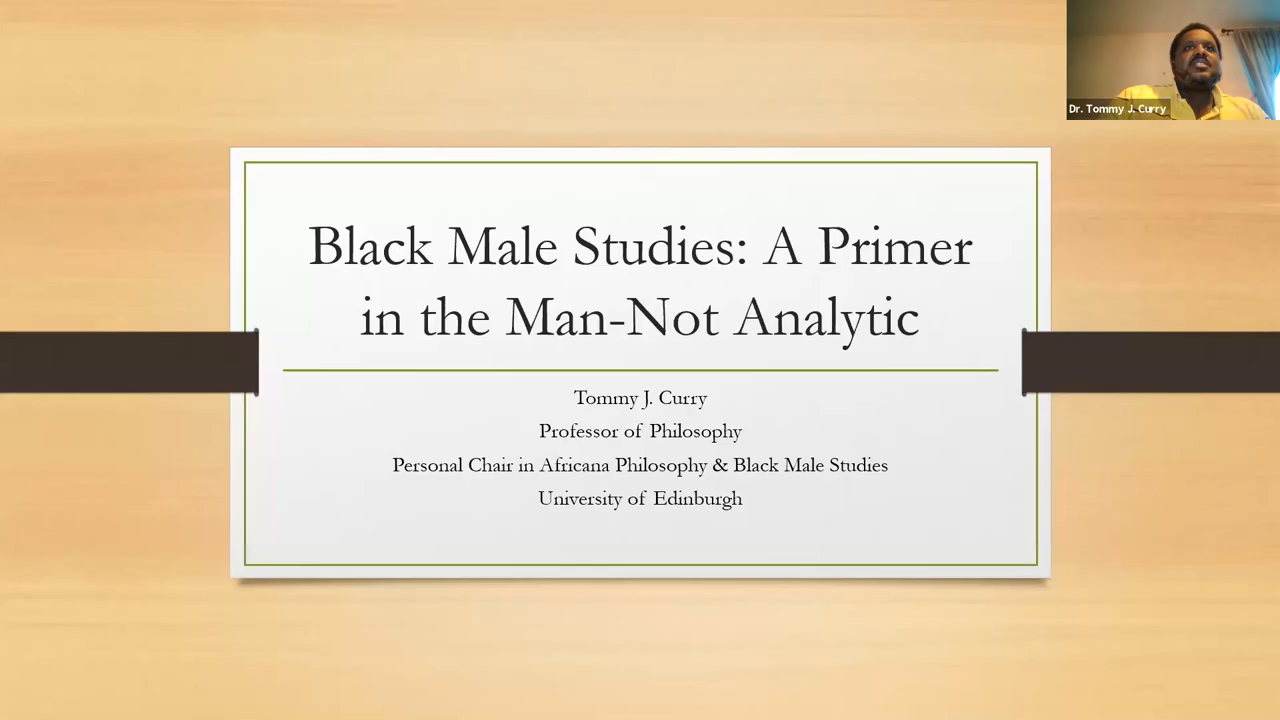 Dr. Tommy J. Curry
Black Male Studies: A Primer
in the Man-Not Analytic
Tommy J. Curry
Professor of Philosophy
Personal Chair in Africana Philosophy & Black Male Studies
University of Edinburgh